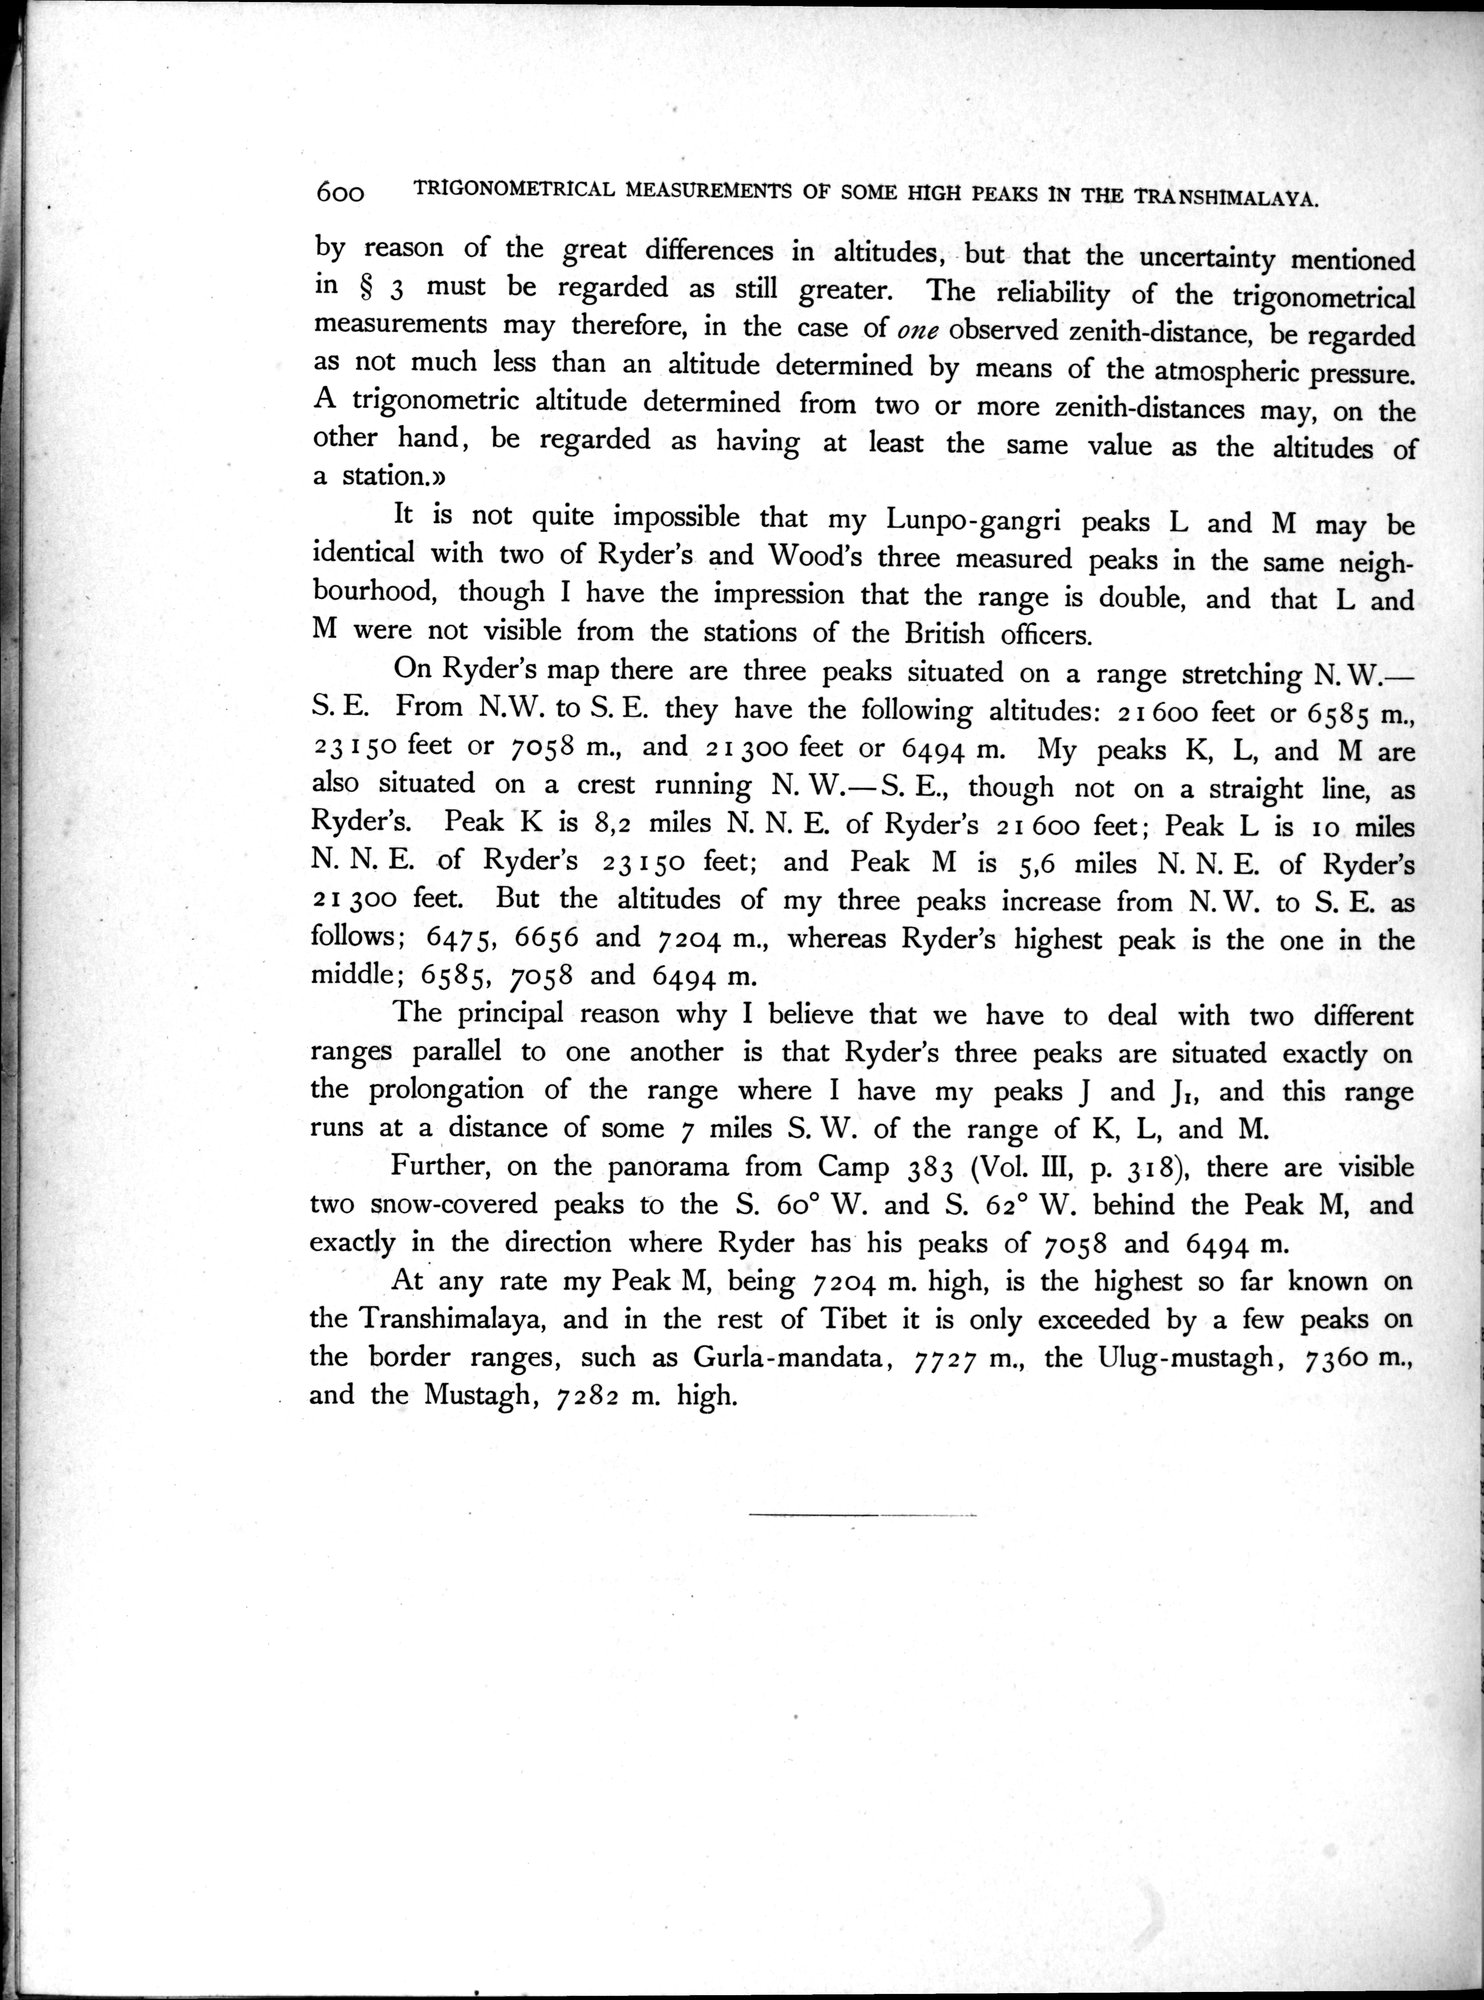 600 TRIGONOMETRICAL MEASUREMENTS OF SOME HIGH PEAKS IN THE TRANSHIMALAYA.
by reason of the great differences in altitudes, but that the uncertainty mentioned
in § 3 must be regarded as still greater. The reliability of the trigonometrical
measurements may therefore, in the case of one observed zenith-distance, be regarded
as not much less than an altitude determined by means of the atmospheric pressure.
A trigonometric altitude determined from two or more zenith-distances may, on the
other hand, be regarded as having at least the same value as the altitudes of
a station.»
It is not quite impossible that my Lunpo-gangri peaks L and M may be
identical with two of Ryder's and Wood's three measured peaks in the same neigh-
bourhood, though I have the impression that the range is double, and that L and
M were not visible from the stations of the British officers.
On Ryder's map there are three peaks situated on a range stretching N. W.—
S. E. From N.W. to S. E. they have the following altitudes: 21 600 feet or 6585 m.,
23 150 feet or 7058 m., and 21 300 feet or 6494 m. My peaks K, L, and M are
also situated on a crest running N. W.—S. E., though not on a straight line, as
Ryder's. Peak K is 8,2 miles N. N. E. of Ryder's 21 600 feet; Peak L is 10 miles
N. N. E. of Ryder's 23 150 feet; and Peak M is 5,6 miles N. N. E. of Ryder's
21 300 feet. But the altitudes of my three peaks increase from N. W. to S. E. as
follows; 6475, 6656 and 7204 m., whereas Ryder's highest peak is the one in the
middle; 6585, 7058 and 6494 m.
The principal reason why I believe that we have to deal with two different
ranges parallel to one another is that Ryder's three peaks are situated exactly on
the prolongation of the range where I have my peaks J and J1, and this range
runs at a distance of some 7 miles S. W. of the range of K, L, and M.
Further, on the panorama from Camp 383 (Vol. III, p. 318), there are visible
two snow-covered peaks to the S. 60° W. and S. 62° W. behind the Peak M, and
exactly in the direction where Ryder has his peaks of 7058 and 6494 m.
At any rate my Peak M, being 7204 m. high, is the highest so far known on
the Transhimalaya, and in the rest of Tibet it is only exceeded by a few peaks on
the border ranges, such as Gurla-mandata, 7727 m., the Ulug-mustagh, 7360 m.,
and the Mustagh, 7282 m. high.